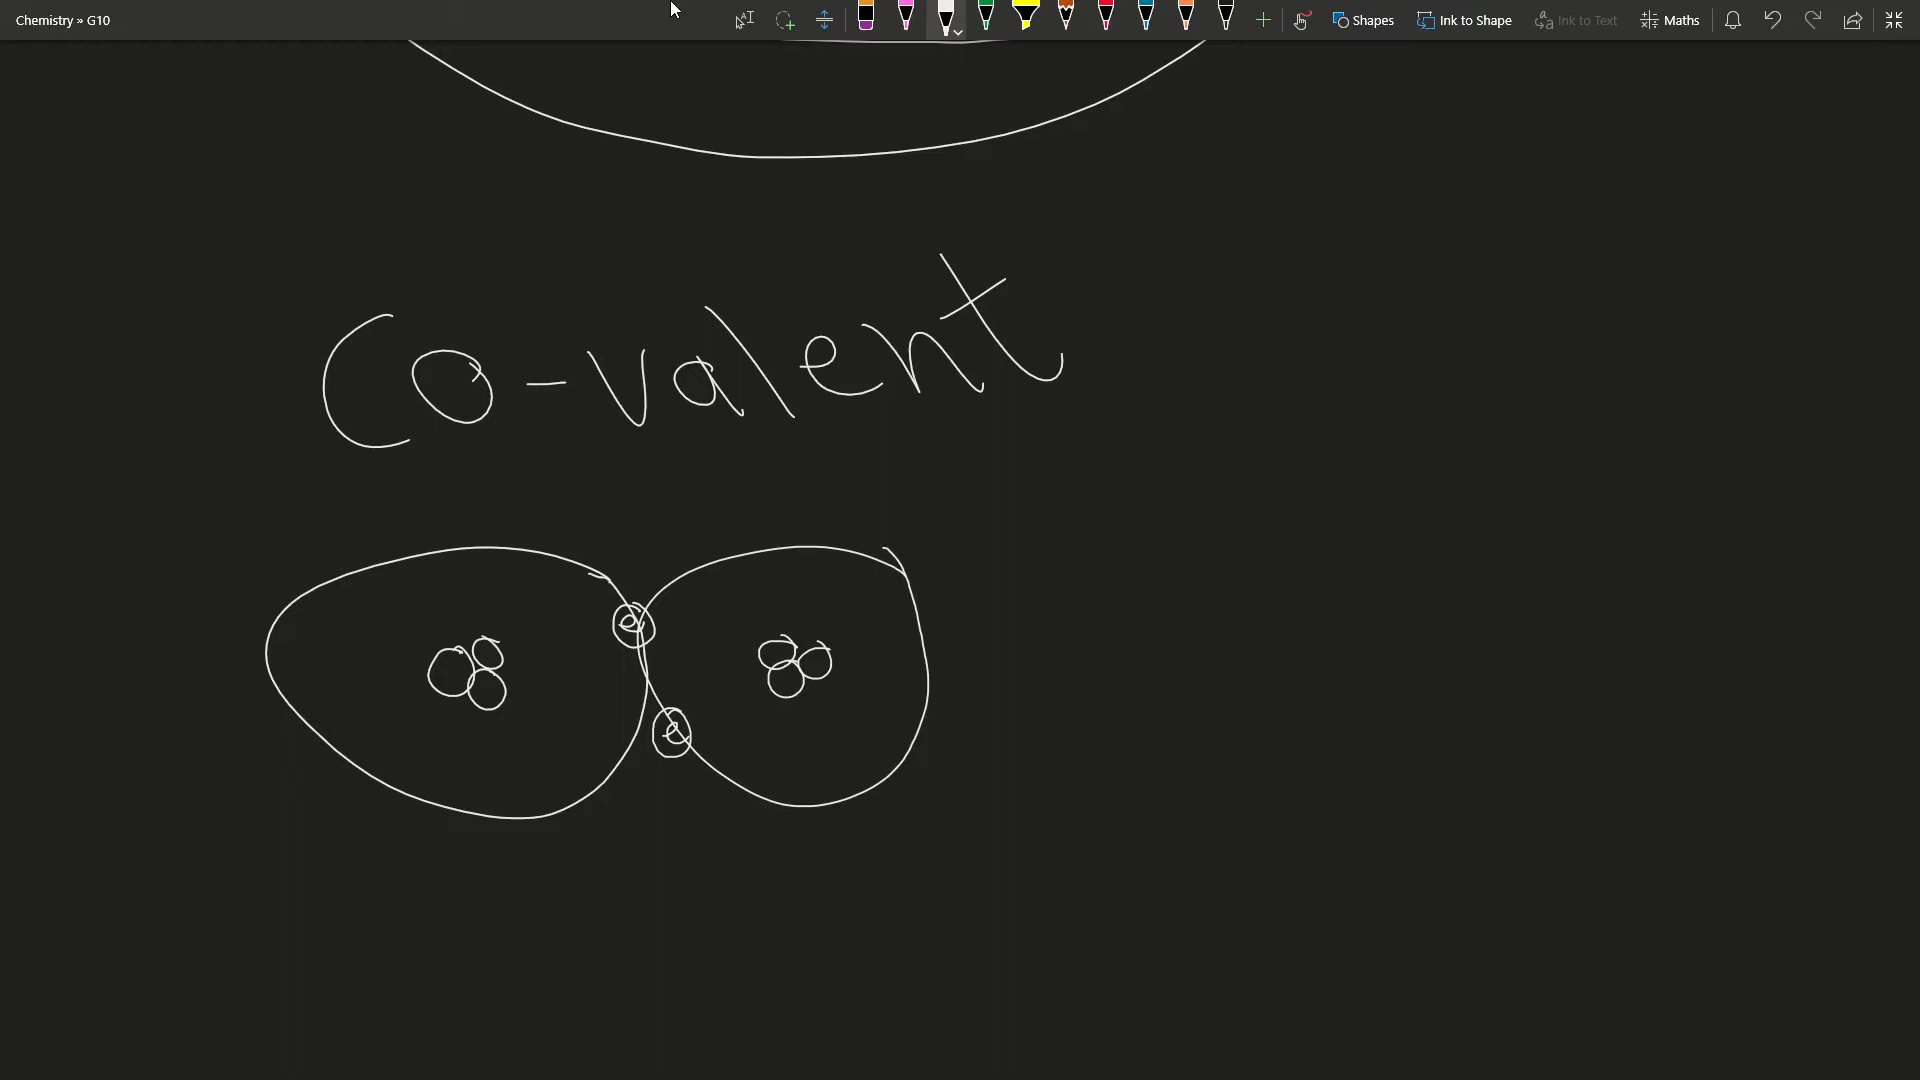 Chemistry » G10
Shapes
Ink to Shape
Ink to Text
Maths
Co-valent
e
e